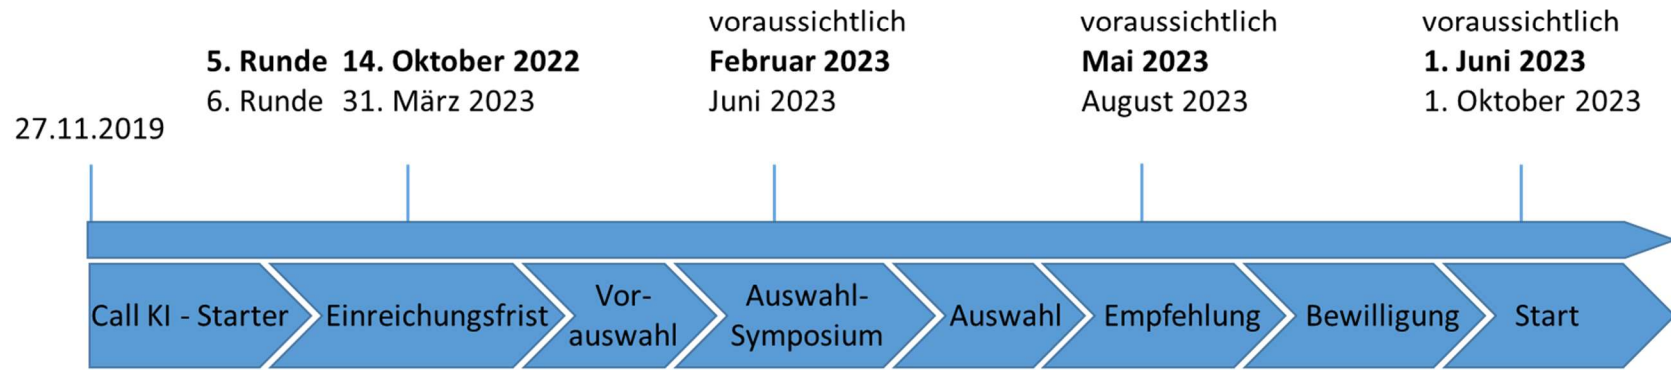 27.11.2019
5. Runde 14. Oktober 2022
6. Runde 31. März 2023
voraussichtlich
Februar 2023
Juni 2023
voraussichtlich
Mai 2023
August 2023
voraussichtlich
1. Juni 2023
1. Oktober 2023
Call KI - Starter
Einreichungsfrist
Vor-
auswahl
Auswahl-
Symposium
Auswahl
Empfehlung
Bewilligung
Start